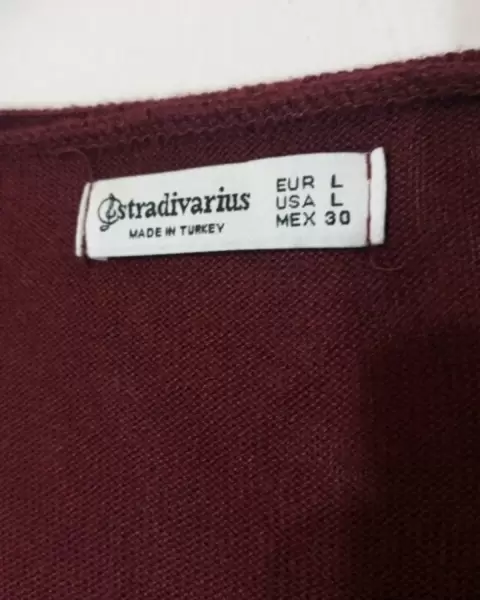 stradivarius
MADE IN TURKEY
EUR L
USA L
MEX 30